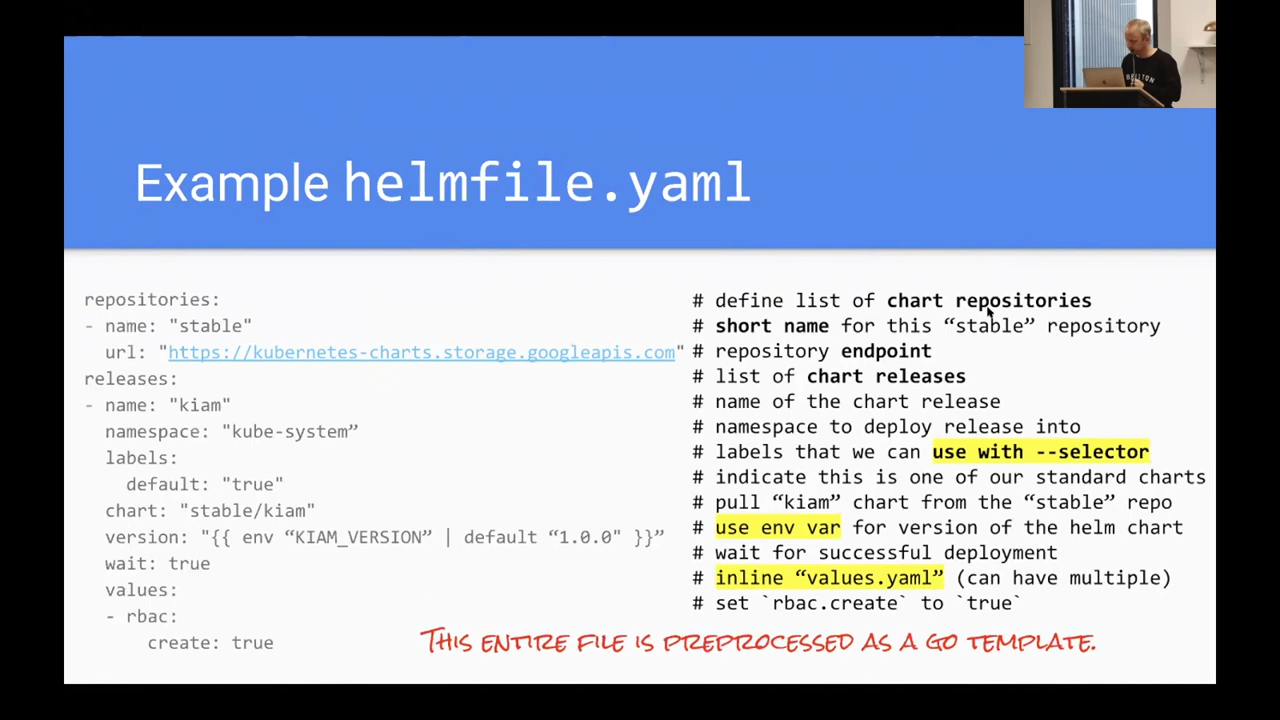 Example helmfile.yaml
repositories:
- name: "stable"
url: "https://kubernetes-charts.storage.googleapis.com"
releases:
- name: "kiam"
namespace: "kube-system”
labels:
default: "true"
chart: "stable/kiam"
version: "{{ env “KIAM_VERSION” | default “1.0.0" }}”
wait: true
values:
- rbac:
create: true
# define list of chart repositories
# short name for this “stable” repository
# repository endpoint
# list of chart releases
# name of the chart release
# namespace to deploy release into
# labels that we can use with --selector
# indicate this is one of our standard charts
# pull “kiam” chart from the “stable” repo
# use env var for version of the helm chart
# wait for successful deployment
# inline “values.yaml” (can have multiple)
# set `rbac.create` to `true`
THIS ENTIRE FILE IS PREPROCESSED AS A GO TEMPLATE.